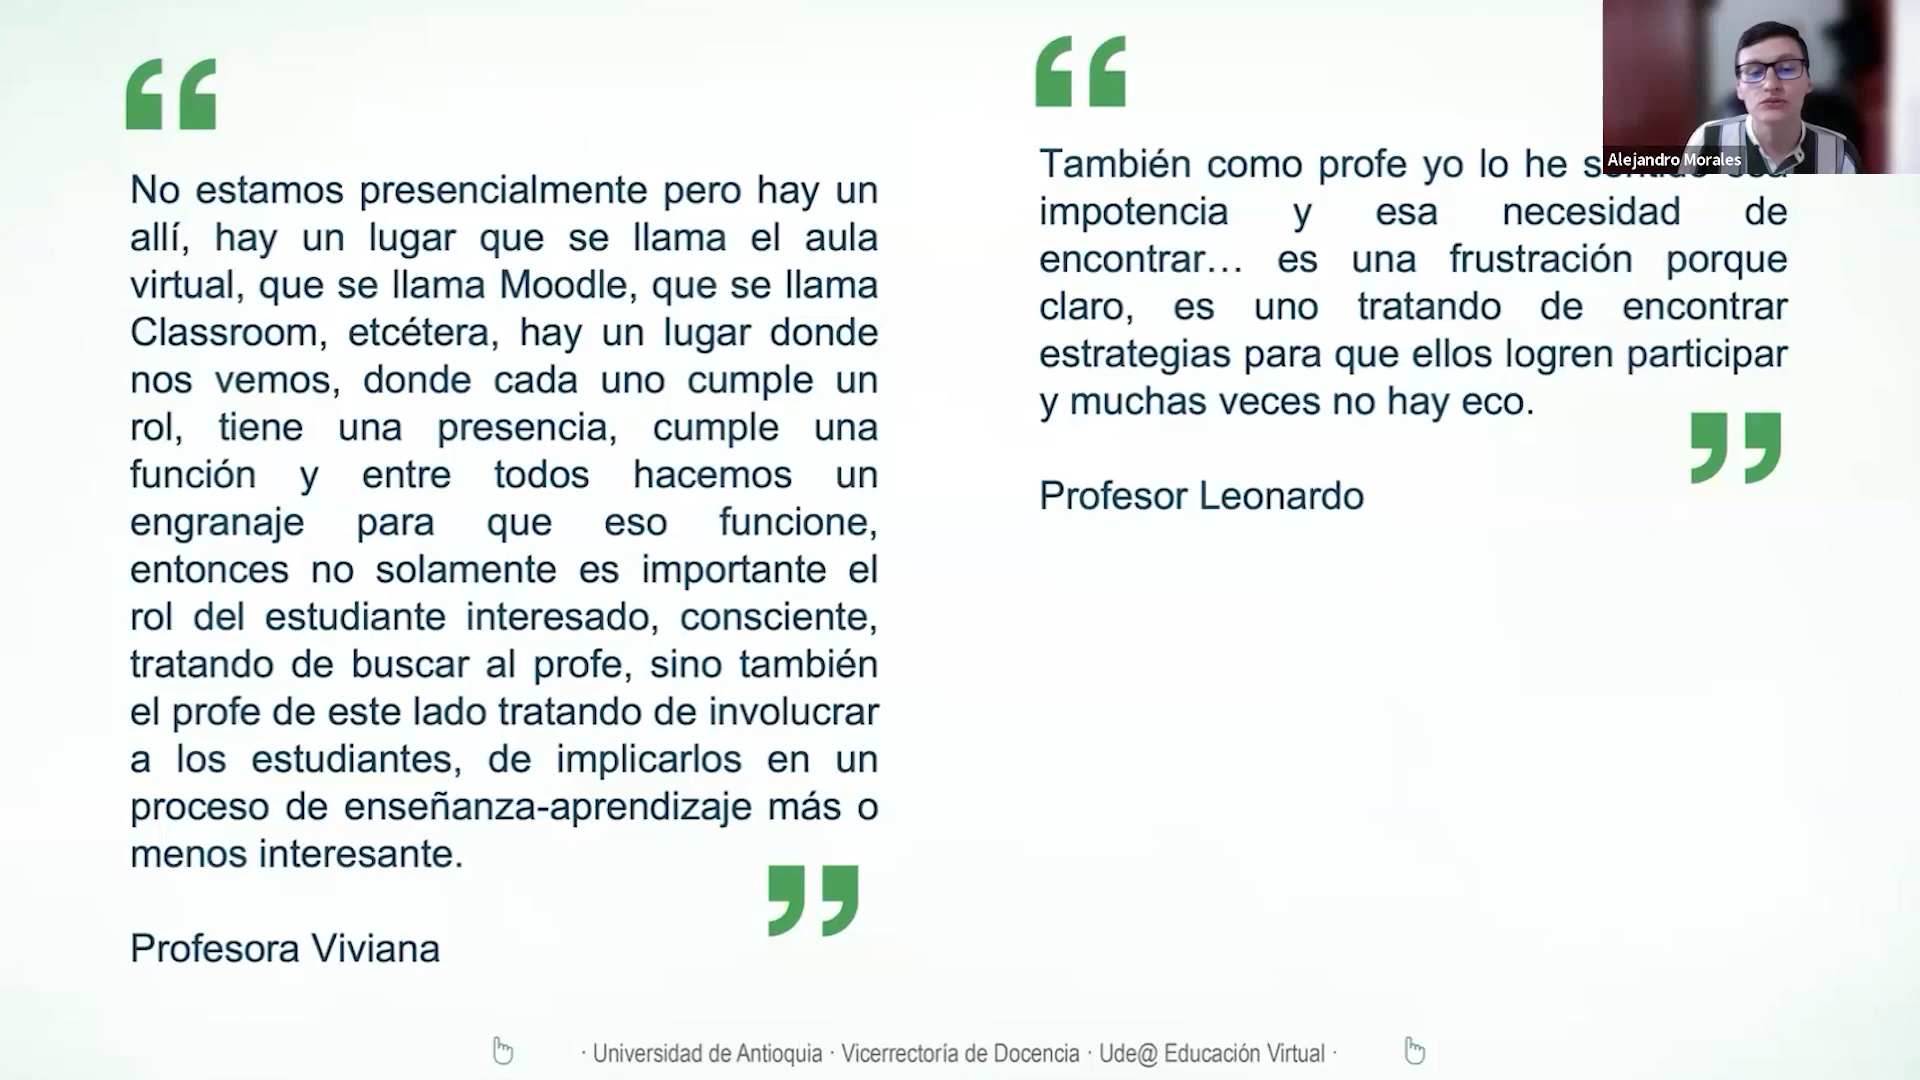 No estamos presencialmente pero hay un
allí, hay un lugar que se llama el aula
virtual, que se llama Moodle, que se llama
Classroom, etcétera, hay un lugar donde
nos vemos, donde cada uno cumple un
rol, tiene una presencia, cumple una
función y entre todos hacemos un
engranaje para que eso funcione,
entonces no solamente es importante el
rol del estudiante interesado, consciente,
tratando de buscar al profe, sino también
el profe de este lado tratando de involucrar
a los estudiantes, de implicarlos en un
proceso de enseñanza-aprendizaje más o
menos interesante.
Profesora Viviana
También como profe yo lo he
impotencia y esa necesidad de
encontrar… es una frustración porque
claro, es uno tratando de encontrar
estrategias para que ellos logren participar
y muchas veces no hay eco.
Profesor Leonardo
Alejandro Morales
· Universidad de Antioquia · Vicerrectoría de Docencia · Ude@ Educación Virtual ·